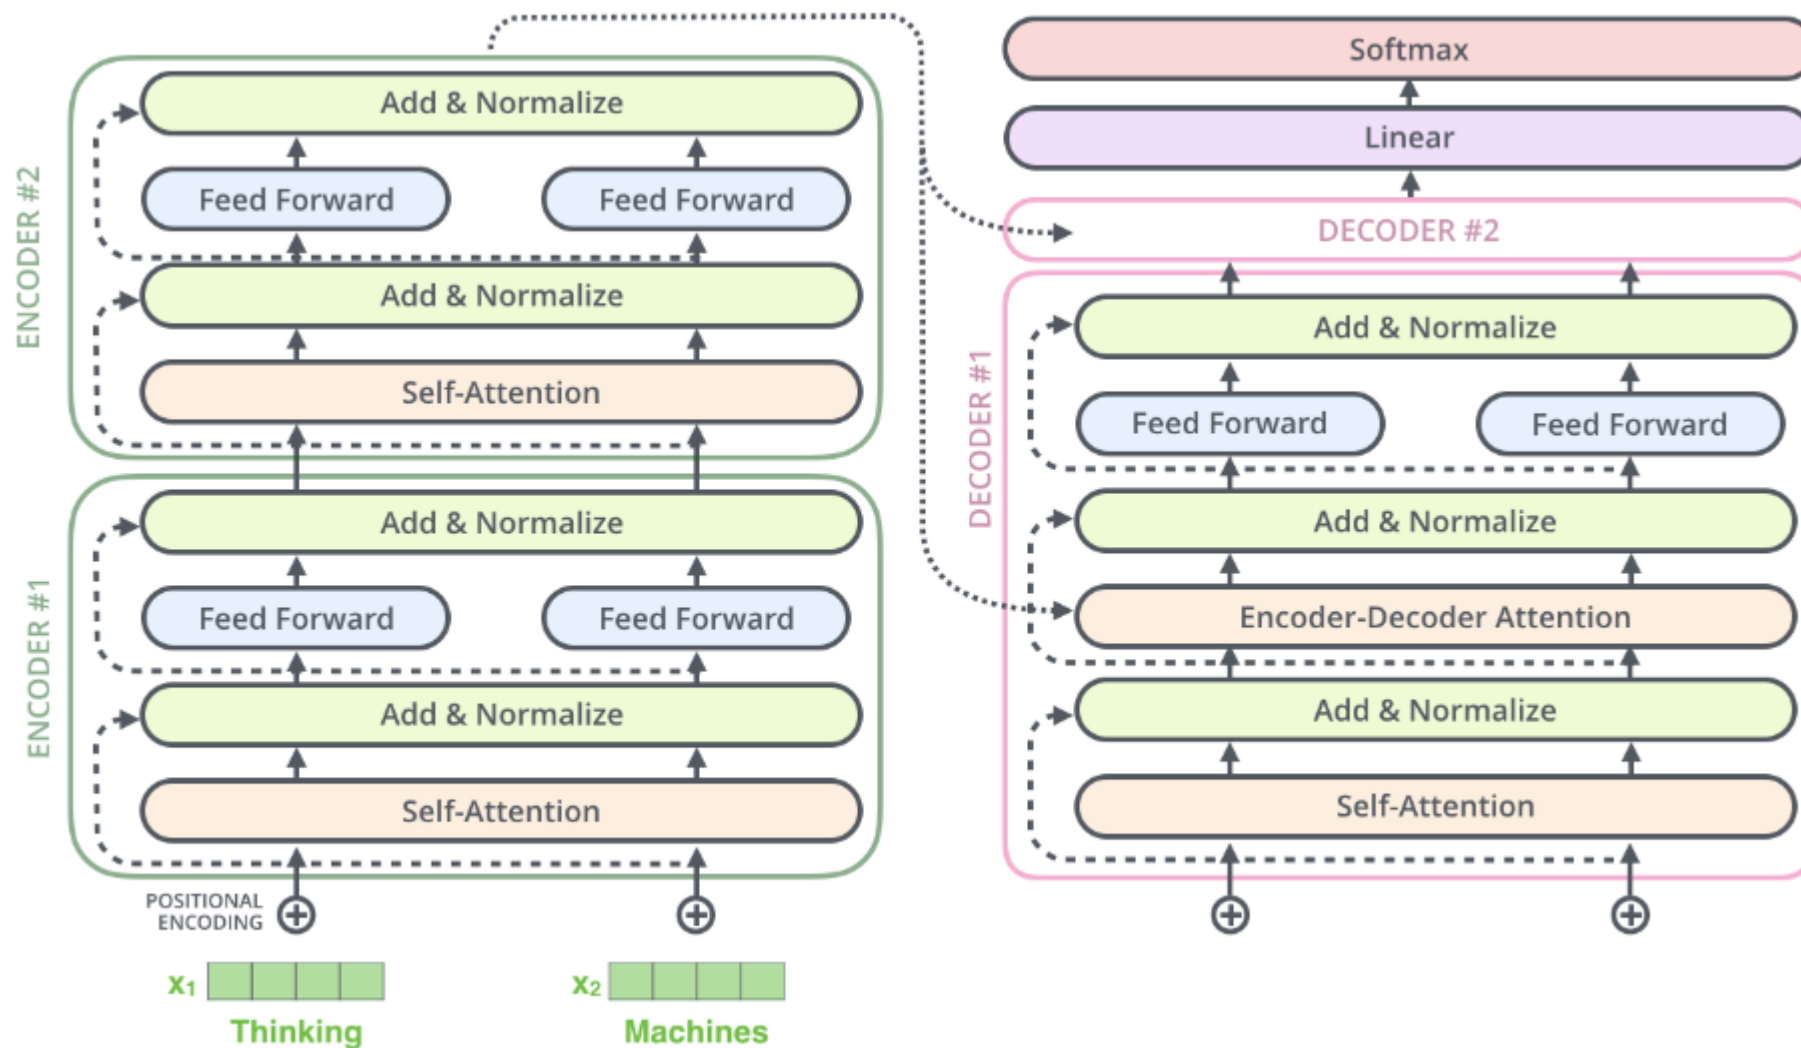 ENCODER #2
Add & Normalize
Feed Forward
Feed Forward
Add & Normalize
Self-Attention
ENCODER #1
Add & Normalize
Feed Forward
Feed Forward
Add & Normalize
Self-Attention
POSITIONAL
ENCODING
x₁
x₂
Thinking
Machines
Softmax
Linear
DECODER #2
DECODER #1
Add & Normalize
Feed Forward
Feed Forward
Add & Normalize
Encoder-Decoder Attention
Add & Normalize
Self-Attention